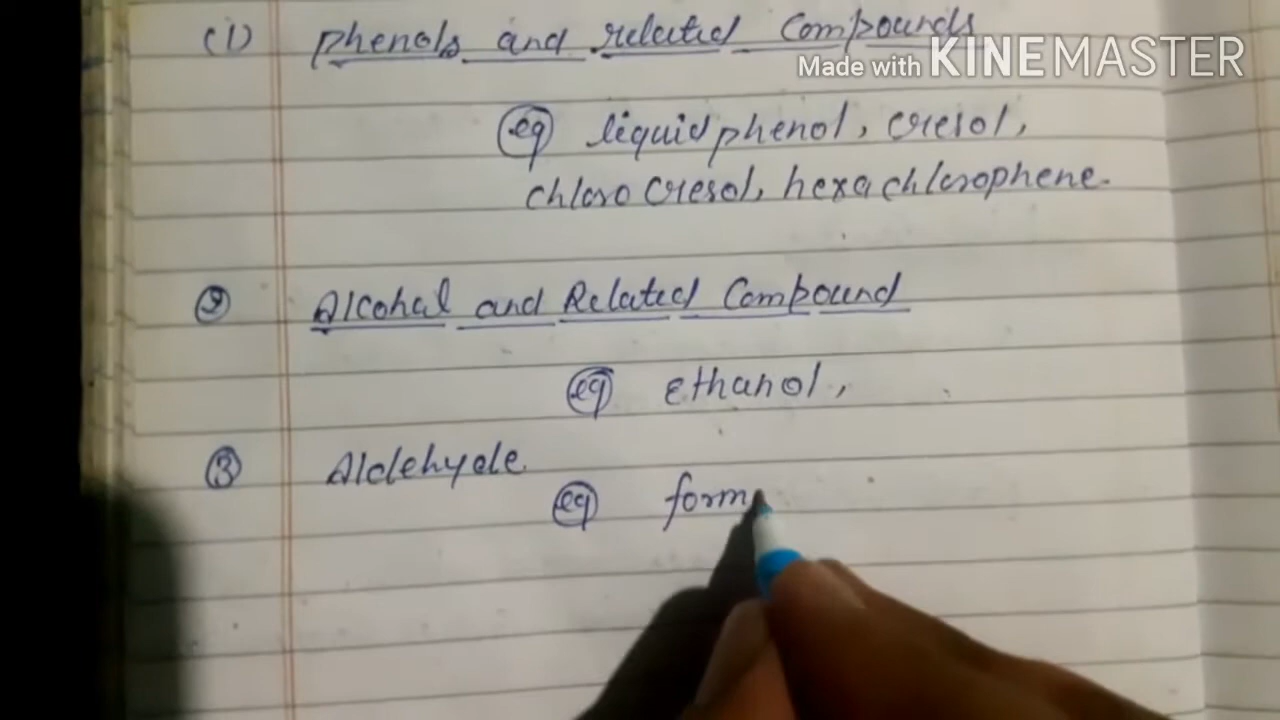 (1) Phenols and related Compounds
Made with KINEMASTER
eg liquid phenol, cresol,
chloro cresol, hexachlorophene.
2 Alcohal and Related Compound
eg Ethanol,
3 Aldehyde
eg form